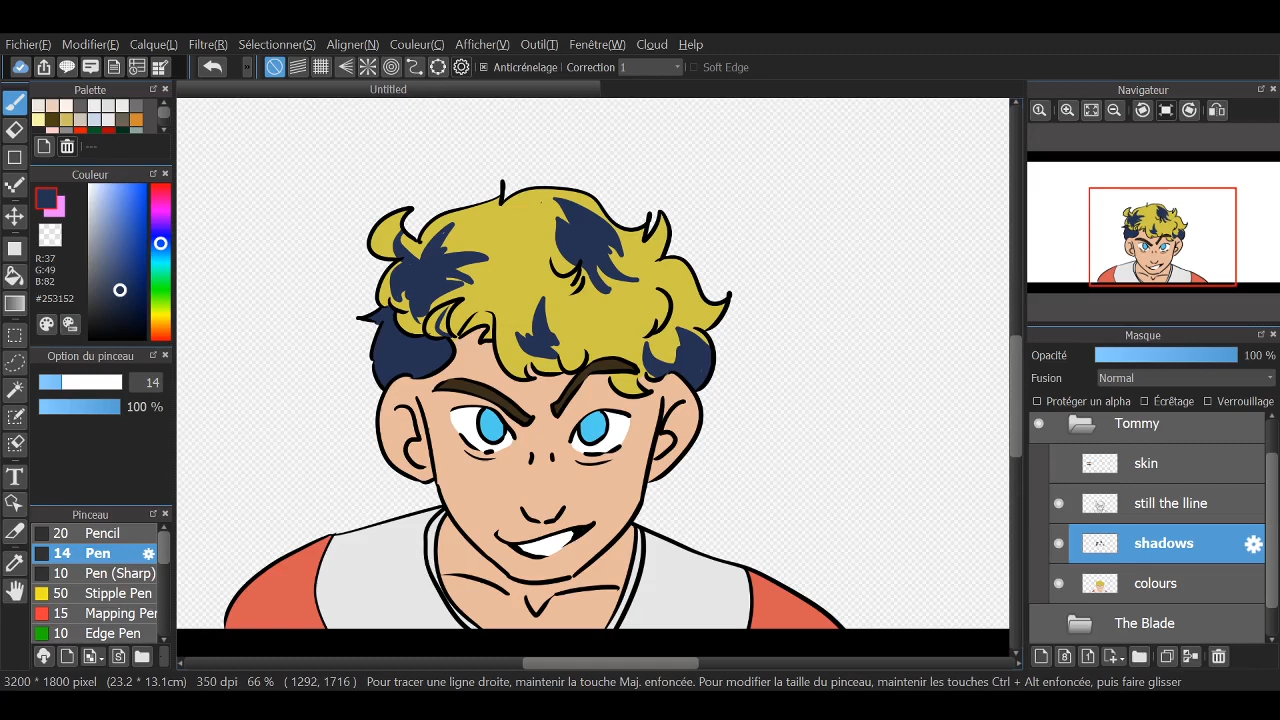 Fichier(F) Modifier(E) Calque(L) Filtre(R) Sélectionner(S) Aligner(N) Couleur(C) Afficher(V) Outil(T) Fenêtre(W) Cloud Help
» Anticrénelage Correction 1 Soft Edge
Palette
Untitled
Navigateur
---
Couleur
R:37
G:49
B:82
#253152
Option du pinceau
14
100 %
Masque
Opacité 100 %
Fusion Normal
Protéger un alpha Écrêtage Verrouillage
Tommy
skin
still the lline
shadows
colours
The Blade
Pinceau
20 Pencil
14 Pen
10 Pen (Sharp)
50 Stipple Pen
15 Mapping Per
10 Edge Pen
3200 * 1800 pixel (23.2 * 13.1cm) 350 dpi 66 % ( 1292, 1716 ) Pour tracer une ligne droite, maintenir la touche Maj. enfoncée. Pour modifier la taille du pinceau, maintenir les touches Ctrl + Alt enfoncée, puis faire glisser